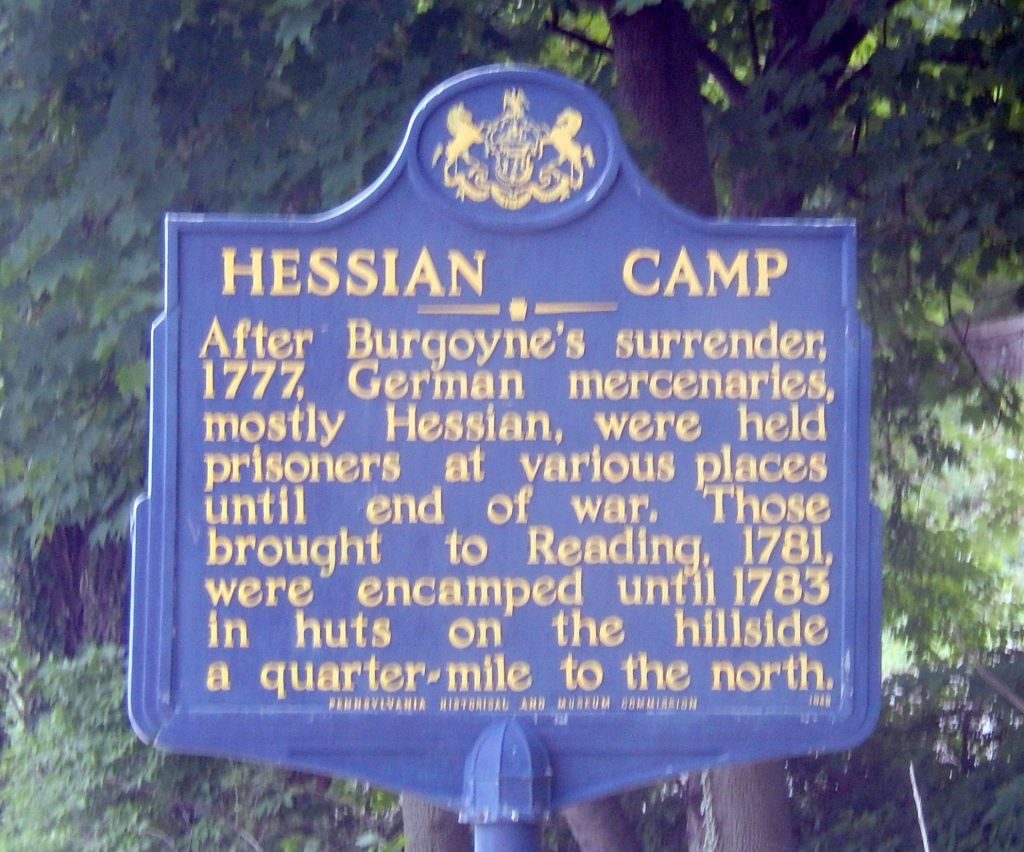 HESSIAN CAMP
After Burgoyne's surrender,
1777, German mercenaries,
mostly Hessian, were held
prisoners at various places
until end of war. Those
brought to Reading, 1781,
were encamped until 1783
in huts on the hillside
a quarter-mile to the north.
PENNSYLVANIA HISTORICAL AND MUSEUM COMMISSION